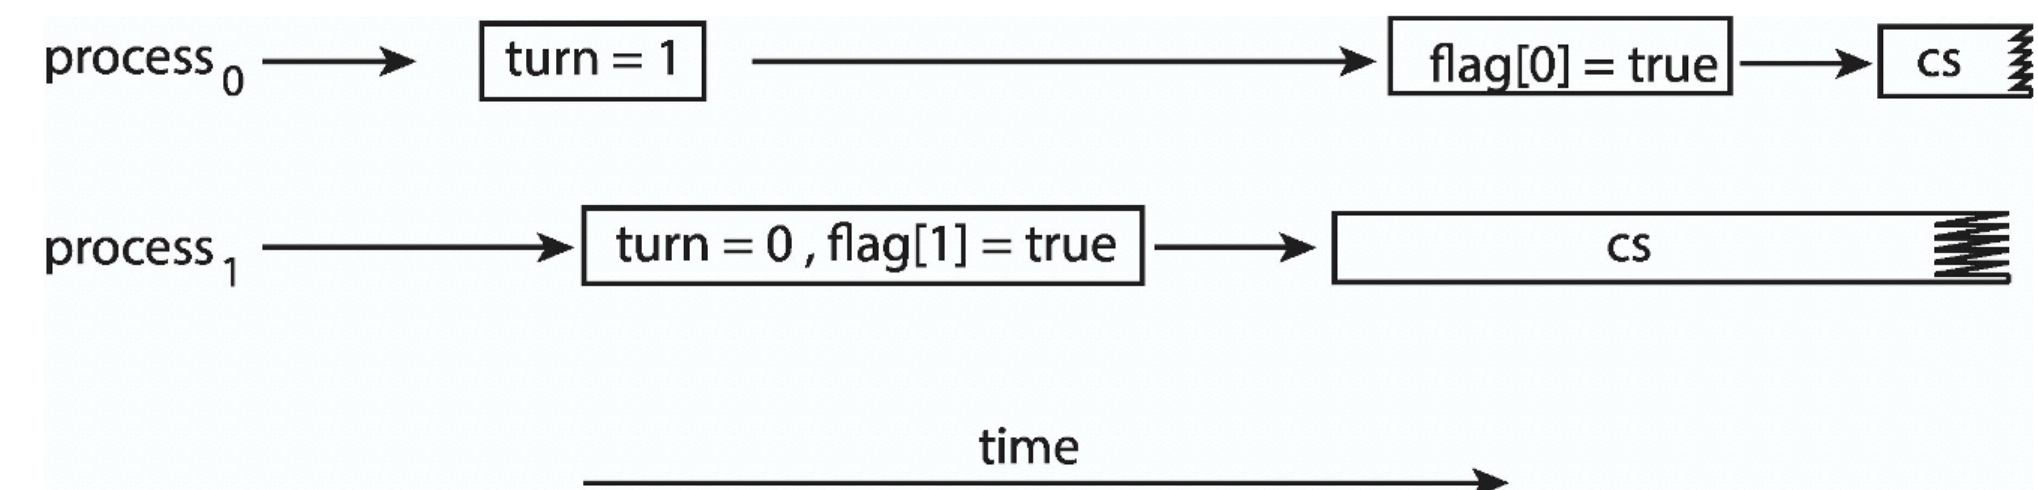 process₀ turn = 1 flag[0] = true cs
process₁ turn = 0 , flag[1] = true cs
time